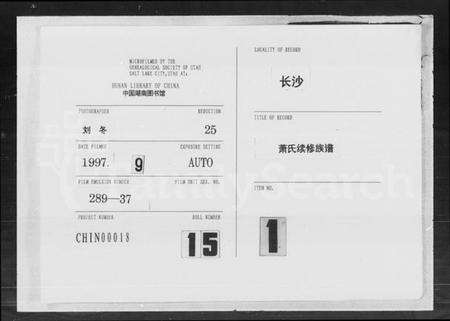 MICROFILMED BY THE
GENEALOGICAL SOCIETY OF UTAH
SALT LAKE CITY, UTAH AT:
HUNAN LIBRARY OF CHINA
中国湖南图书馆
PHOTOGRAPHER REDUCTION
刘 冬 25
DATE FILMED EXPOSURE SETTING
1997. 9 AUTO
FILM EMULSION NUMBER FILM UNIT SER. NO.
289—37
PROJECT NUMBER ROLL NUMBER
CHIN00018 15
LOCALITY OF RECORD
长沙
TITLE OF RECORD
萧氏续修族谱
ITEM NO.
1
FamilySearch